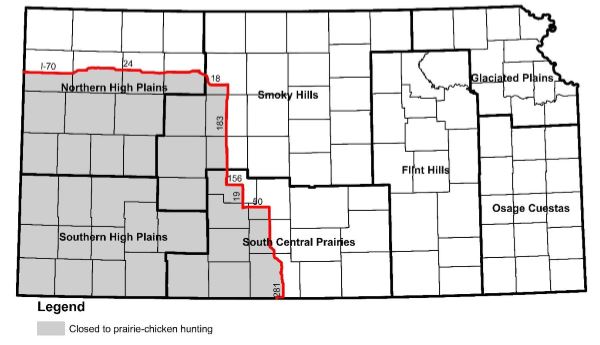 I-70
24
18
Northern High Plains
Smoky Hills
Glaciated Plains
183
Flint Hills
156
19
50
Osage Cuestas
Southern High Plains
South Central Prairies
281
Legend
Closed to prairie-chicken hunting